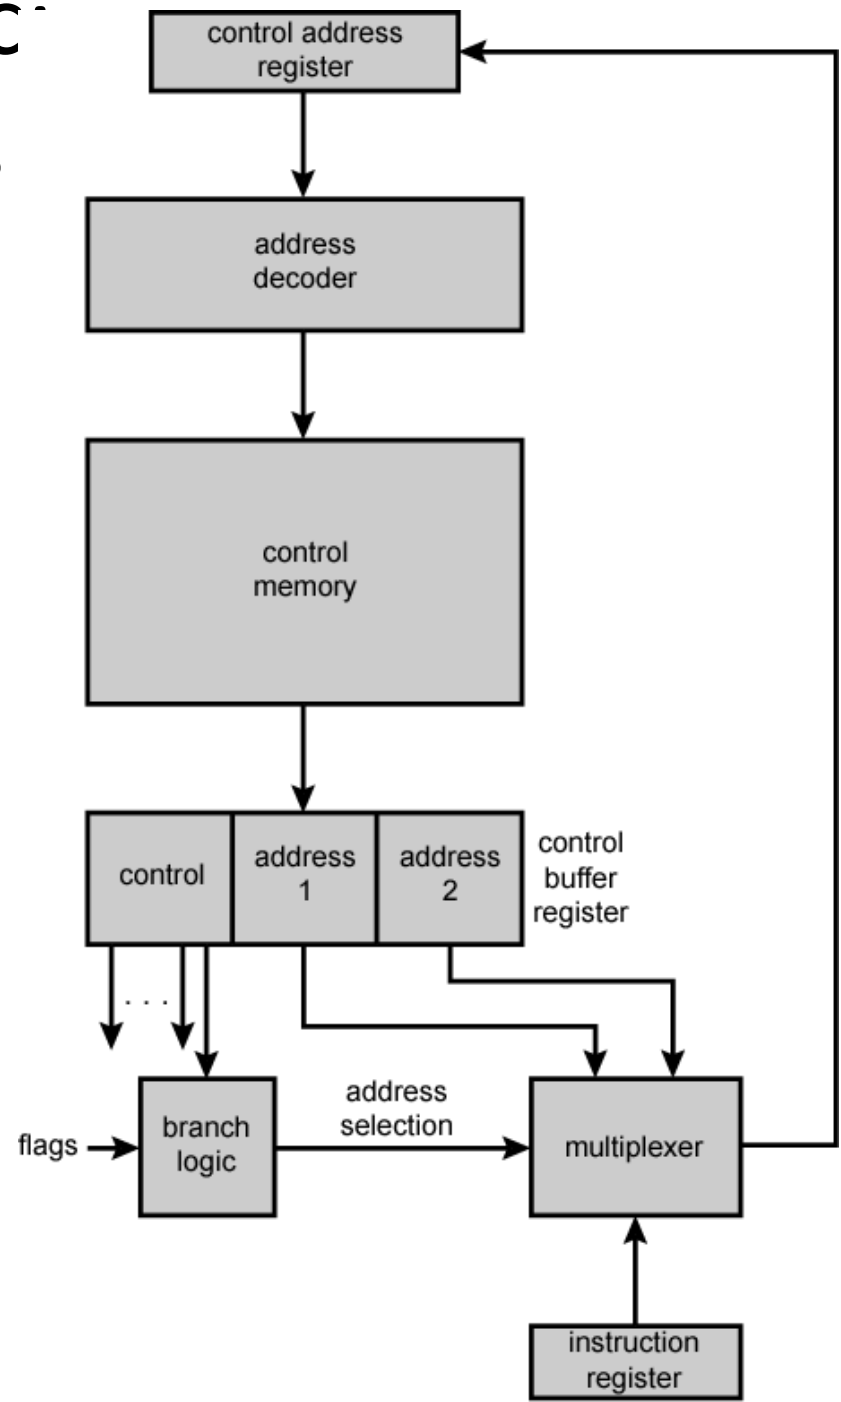 control address
register
address
decoder
control
memory
control
address
1
address
2
control
buffer
register
. . .
flags
branch
logic
address
selection
multiplexer
instruction
register